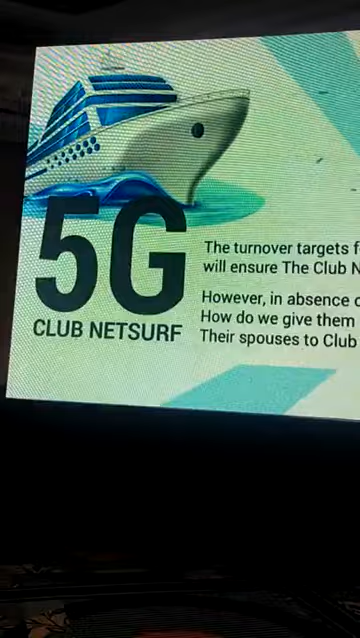 5G
CLUB NETSURF
The turnover targets f
will ensure The Club N
However, in absence o
How do we give them
Their spouses to Club